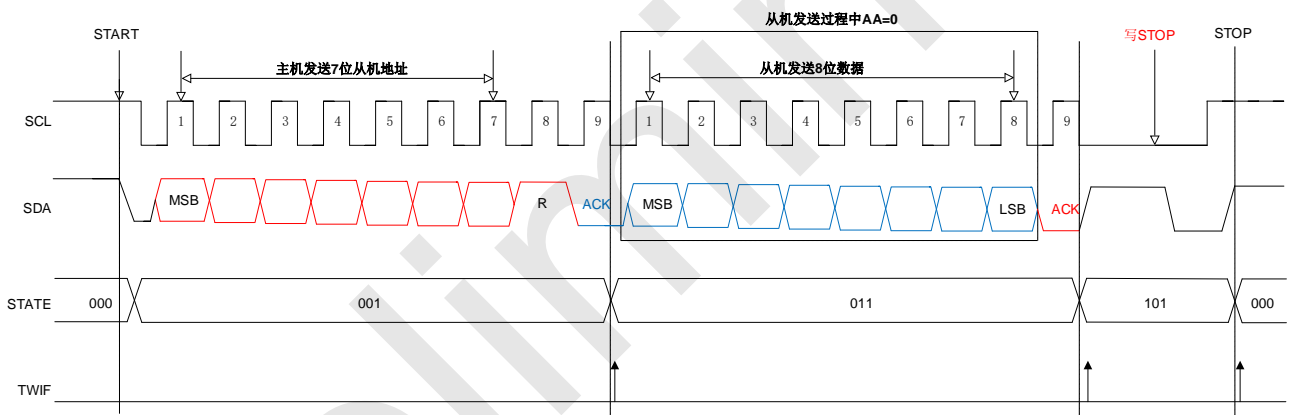 从机发送过程中AA=0
START
写STOP
STOP
主机发送7位从机地址
从机发送8位数据
SCL
1 2 3 4 5 6 7 8 9 1 2 3 4 5 6 7 8 9
SDA
MSB R ACK MSB LSB ACK
STATE 000 001 011 101 000
TWIF